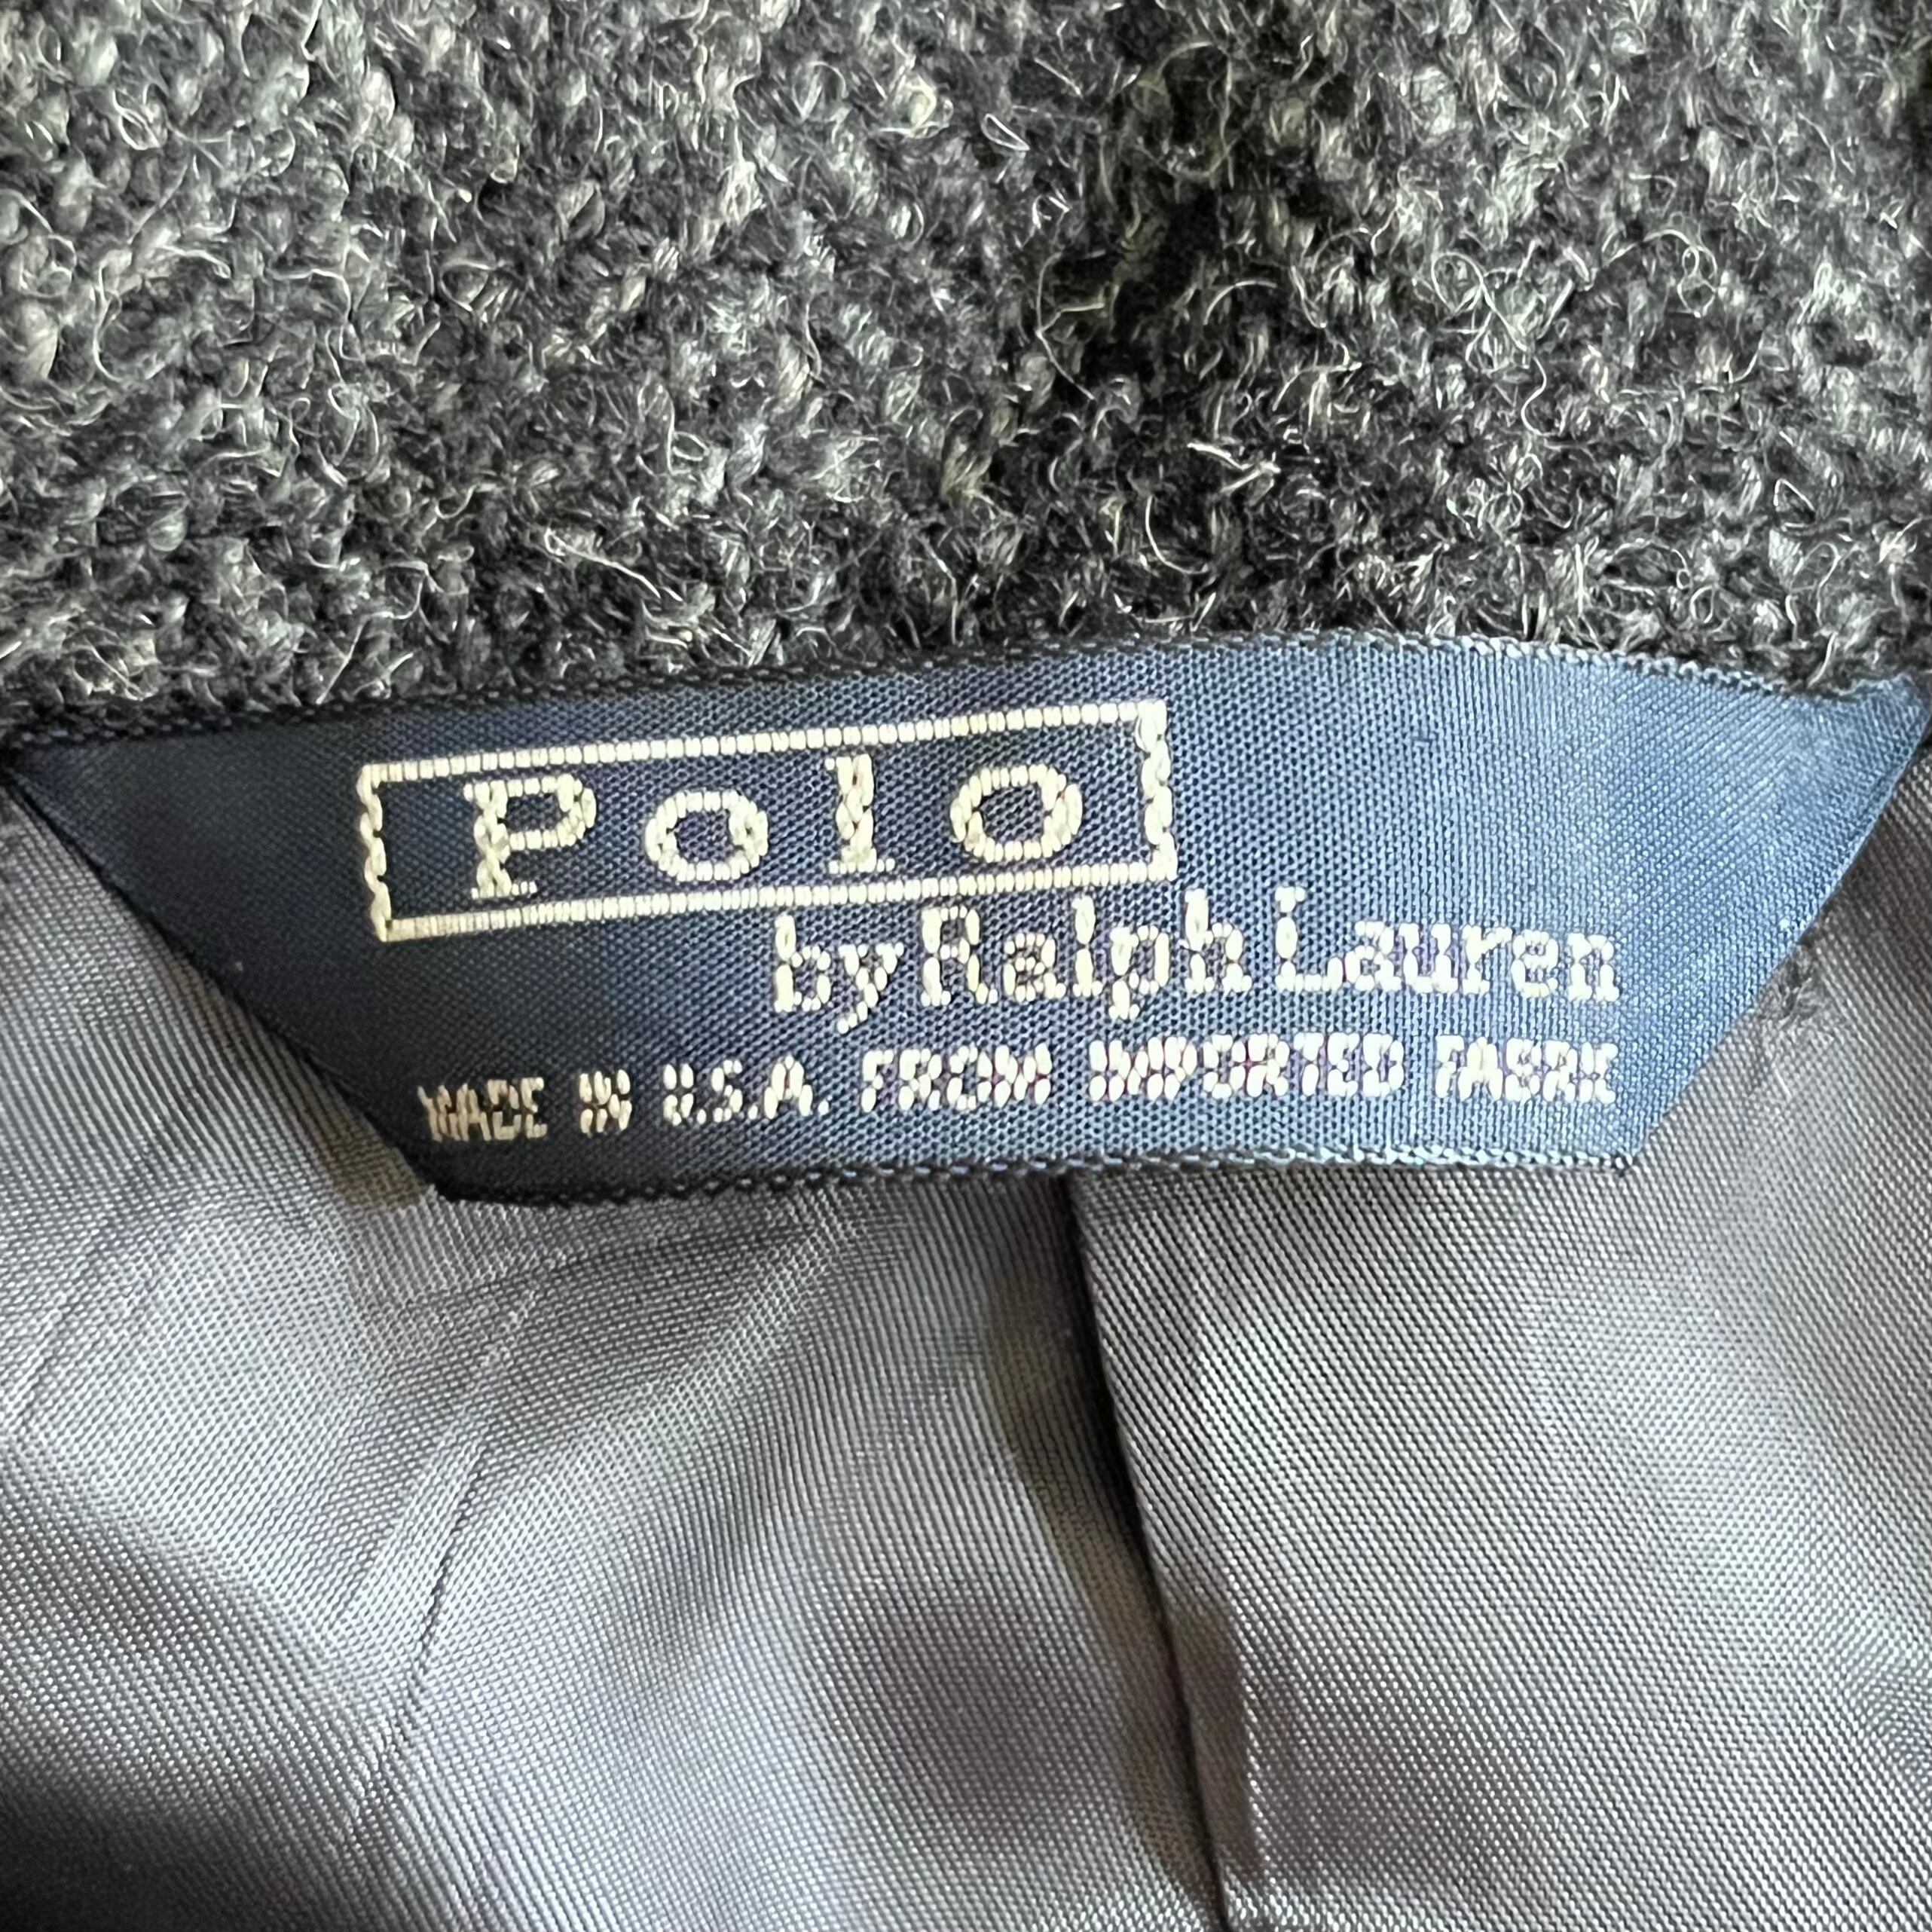 Polo
by Ralph Lauren
MADE IN U.S.A. FROM IMPORTED FABRIC